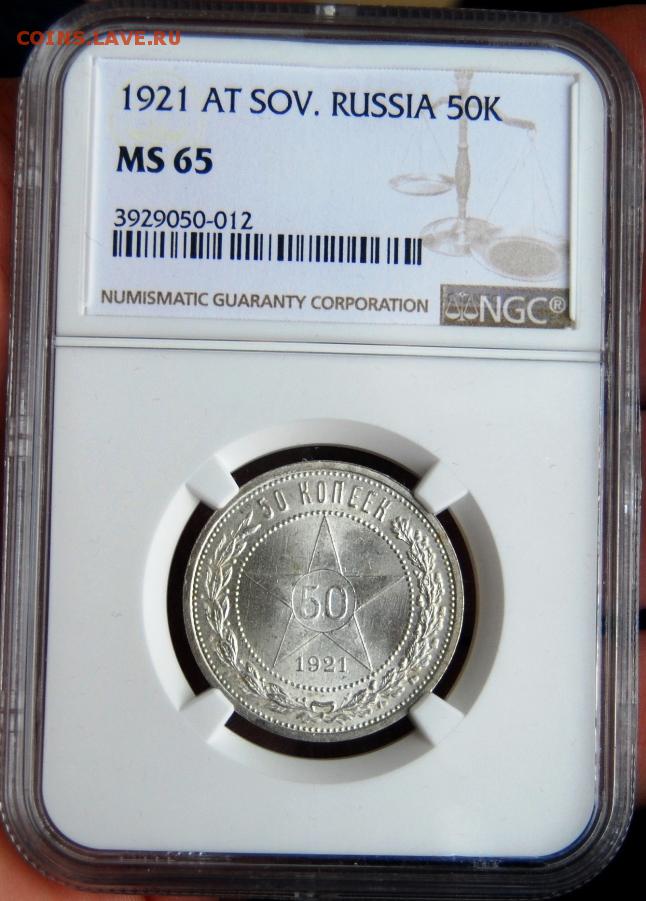 COINS.LAVE.RU
1921 AT SOV. RUSSIA 50K
MS 65
3929050-012
NUMISMATIC GUARANTY CORPORATION
NGC®
50 КОПЕЕК
50
1921